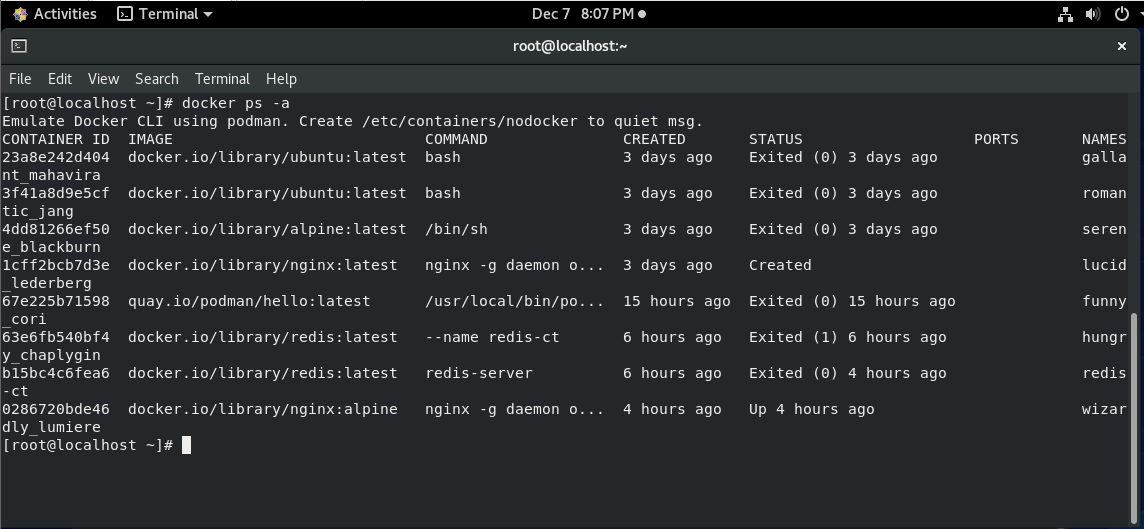 Activities Terminal Dec 7 8:07 PM
root@localhost:~
File Edit View Search Terminal Help
[root@localhost ~]# docker ps -a
Emulate Docker CLI using podman. Create /etc/containers/nodocker to quiet msg.
CONTAINER ID  IMAGE                            COMMAND               CREATED       STATUS                   PORTS       NAMES
23a8e242d404  docker.io/library/ubuntu:latest  bash                  3 days ago    Exited (0) 3 days ago                galla
nt_mahavira
3f41a8d9e5cf  docker.io/library/ubuntu:latest  bash                  3 days ago    Exited (0) 3 days ago                roman
tic_jang
4dd81266ef50  docker.io/library/alpine:latest  /bin/sh               3 days ago    Exited (0) 3 days ago                seren
e_blackburn
1cff2bcb7d3e  docker.io/library/nginx:latest   nginx -g daemon o...  3 days ago    Created                              lucid
_lederberg
67e225b71598  quay.io/podman/hello:latest      /usr/local/bin/po...  15 hours ago  Exited (0) 15 hours ago              funny
_cori
63e6fb540bf4  docker.io/library/redis:latest   --name redis-ct       6 hours ago   Exited (1) 6 hours ago               hungr
y_chaplygin
b15bc4c6fea6  docker.io/library/redis:latest   redis-server          6 hours ago   Exited (0) 4 hours ago               redis
-ct
0286720bde46  docker.io/library/nginx:alpine   nginx -g daemon o...  4 hours ago   Up 4 hours ago                       wizar
dly_lumiere
[root@localhost ~]#